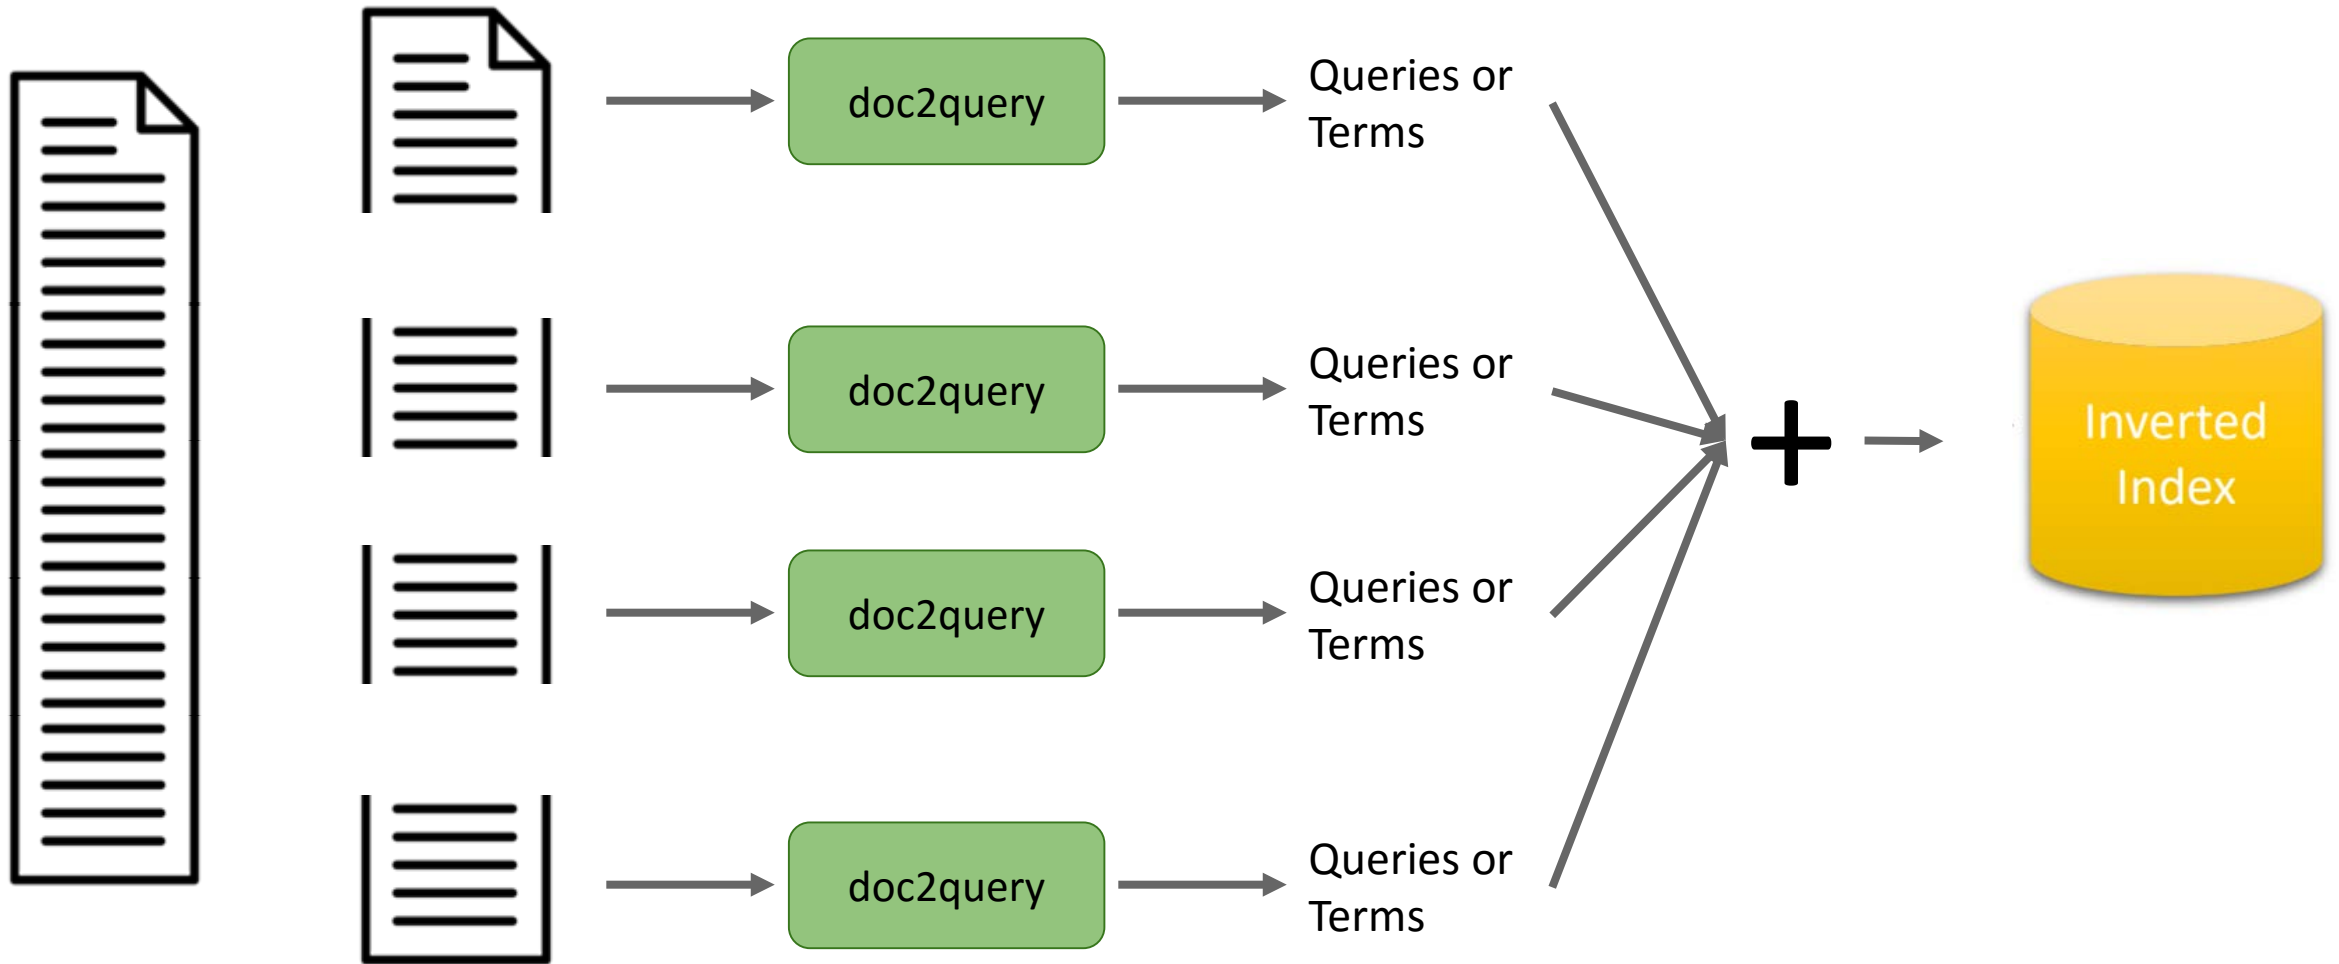 doc2query
Queries or
Terms
doc2query
Queries or
Terms
doc2query
Queries or
Terms
doc2query
Queries or
Terms
Inverted
Index